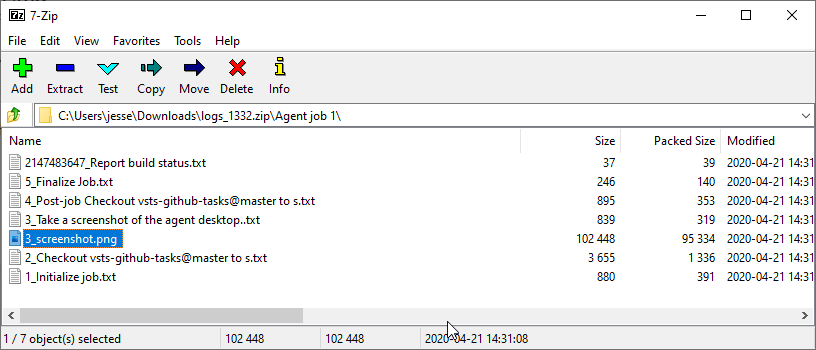 7-Zip
File Edit View Favorites Tools Help
Add Extract Test Copy Move Delete Info
C:\Users\jesse\Downloads\logs_1332.zip\Agent job 1\
Name Size Packed Size Modified
2147483647_Report build status.txt 37 39 2020-04-21 14:31
5_Finalize Job.txt 246 140 2020-04-21 14:31
4_Post-job Checkout vsts-github-tasks@master to s.txt 895 353 2020-04-21 14:31
3_Take a screenshot of the agent desktop..txt 839 319 2020-04-21 14:31
3_screenshot.png 102 448 95 334 2020-04-21 14:31
2_Checkout vsts-github-tasks@master to s.txt 3 655 1 336 2020-04-21 14:31
1_Initialize job.txt 880 391 2020-04-21 14:31
1 / 7 object(s) selected 102 448 102 448 2020-04-21 14:31:08